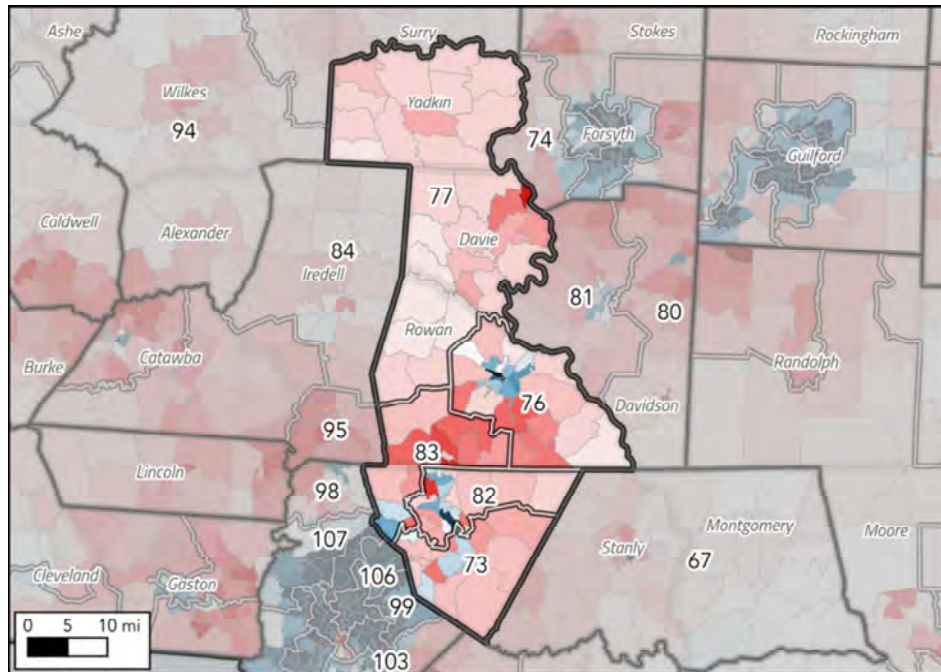 Ashe
Surry
Stokes
Rockingham
Wilkes
94
Yadkin
74
Forsyth
Guilford
77
Caldwell
Alexander
84
Iredell
Davie
81
80
Rowan
Burke
Catawba
Randolph
76
Davidson
95
83
Lincoln
98
82
107
Stanly
Montgomery
Moore
67
Cleveland
Gaston
106
73
99
0 5 10 mi
103